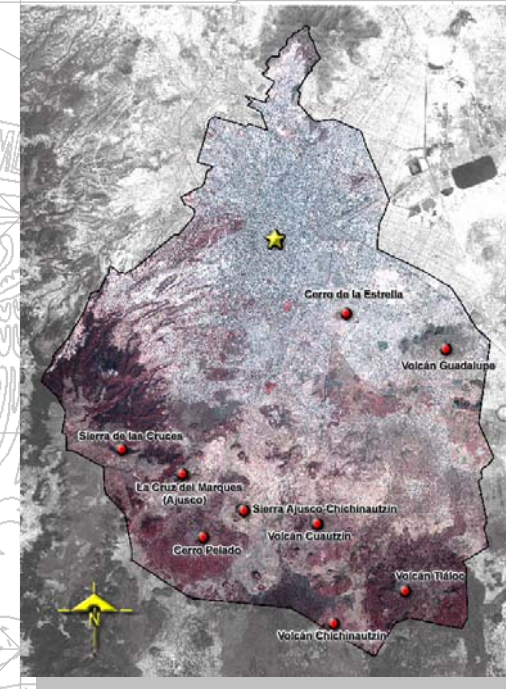 Cerro de la Estrella
Volcán Guadalupe
Sierra de las Cruces
La Cruz del Marques
(Ajusco)
Sierra Ajusco-Chichinautzin
Volcán Cuautzin
Cerro Pelado
Volcán Tláloc
Volcán Chichinautzin
N